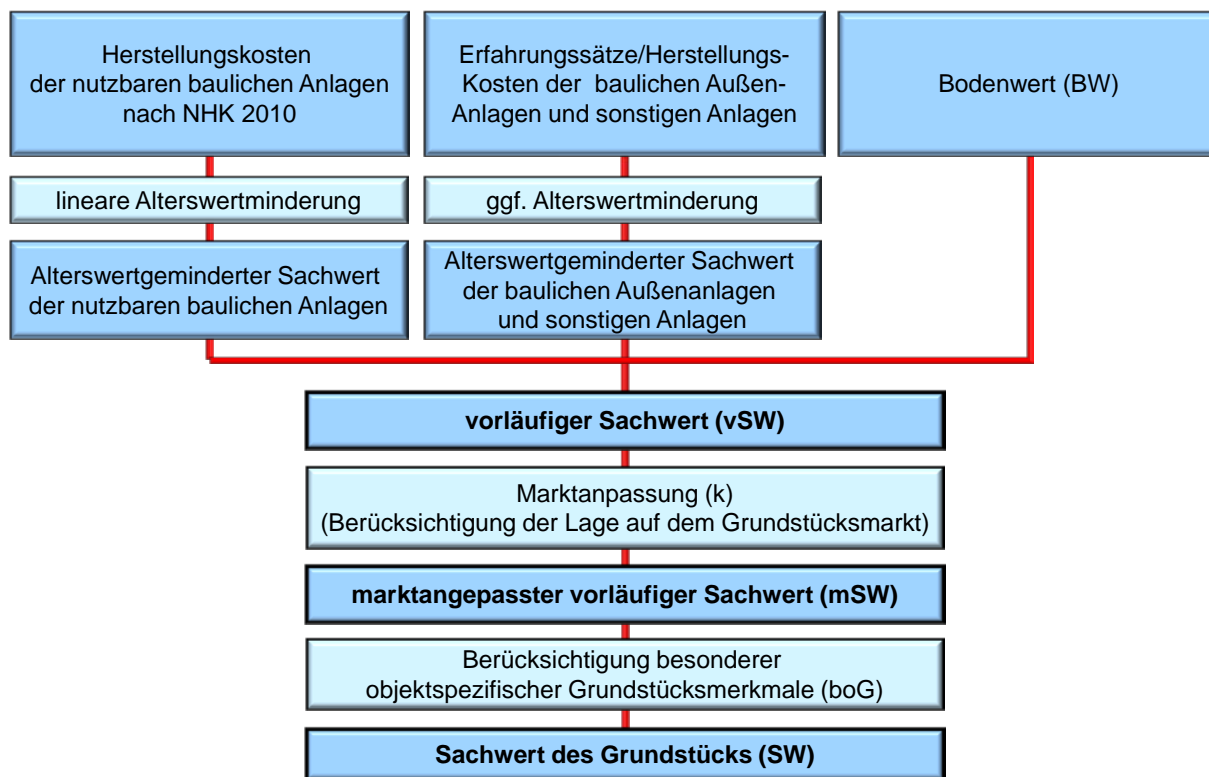 Herstellungskosten
der nutzbaren baulichen Anlagen
nach NHK 2010
Erfahrungssätze/Herstellungs-
Kosten der baulichen Außen-
Anlagen und sonstigen Anlagen
Bodenwert (BW)
lineare Alterswertminderung
ggf. Alterswertminderung
Alterswertgeminderter Sachwert
der nutzbaren baulichen Anlagen
Alterswertgeminderter Sachwert
der baulichen Außenanlagen
und sonstigen Anlagen
vorläufiger Sachwert (vSW)
Marktanpassung (k)
(Berücksichtigung der Lage auf dem Grundstücksmarkt)
marktangepasster vorläufiger Sachwert (mSW)
Berücksichtigung besonderer
objektspezifischer Grundstücksmerkmale (boG)
Sachwert des Grundstücks (SW)